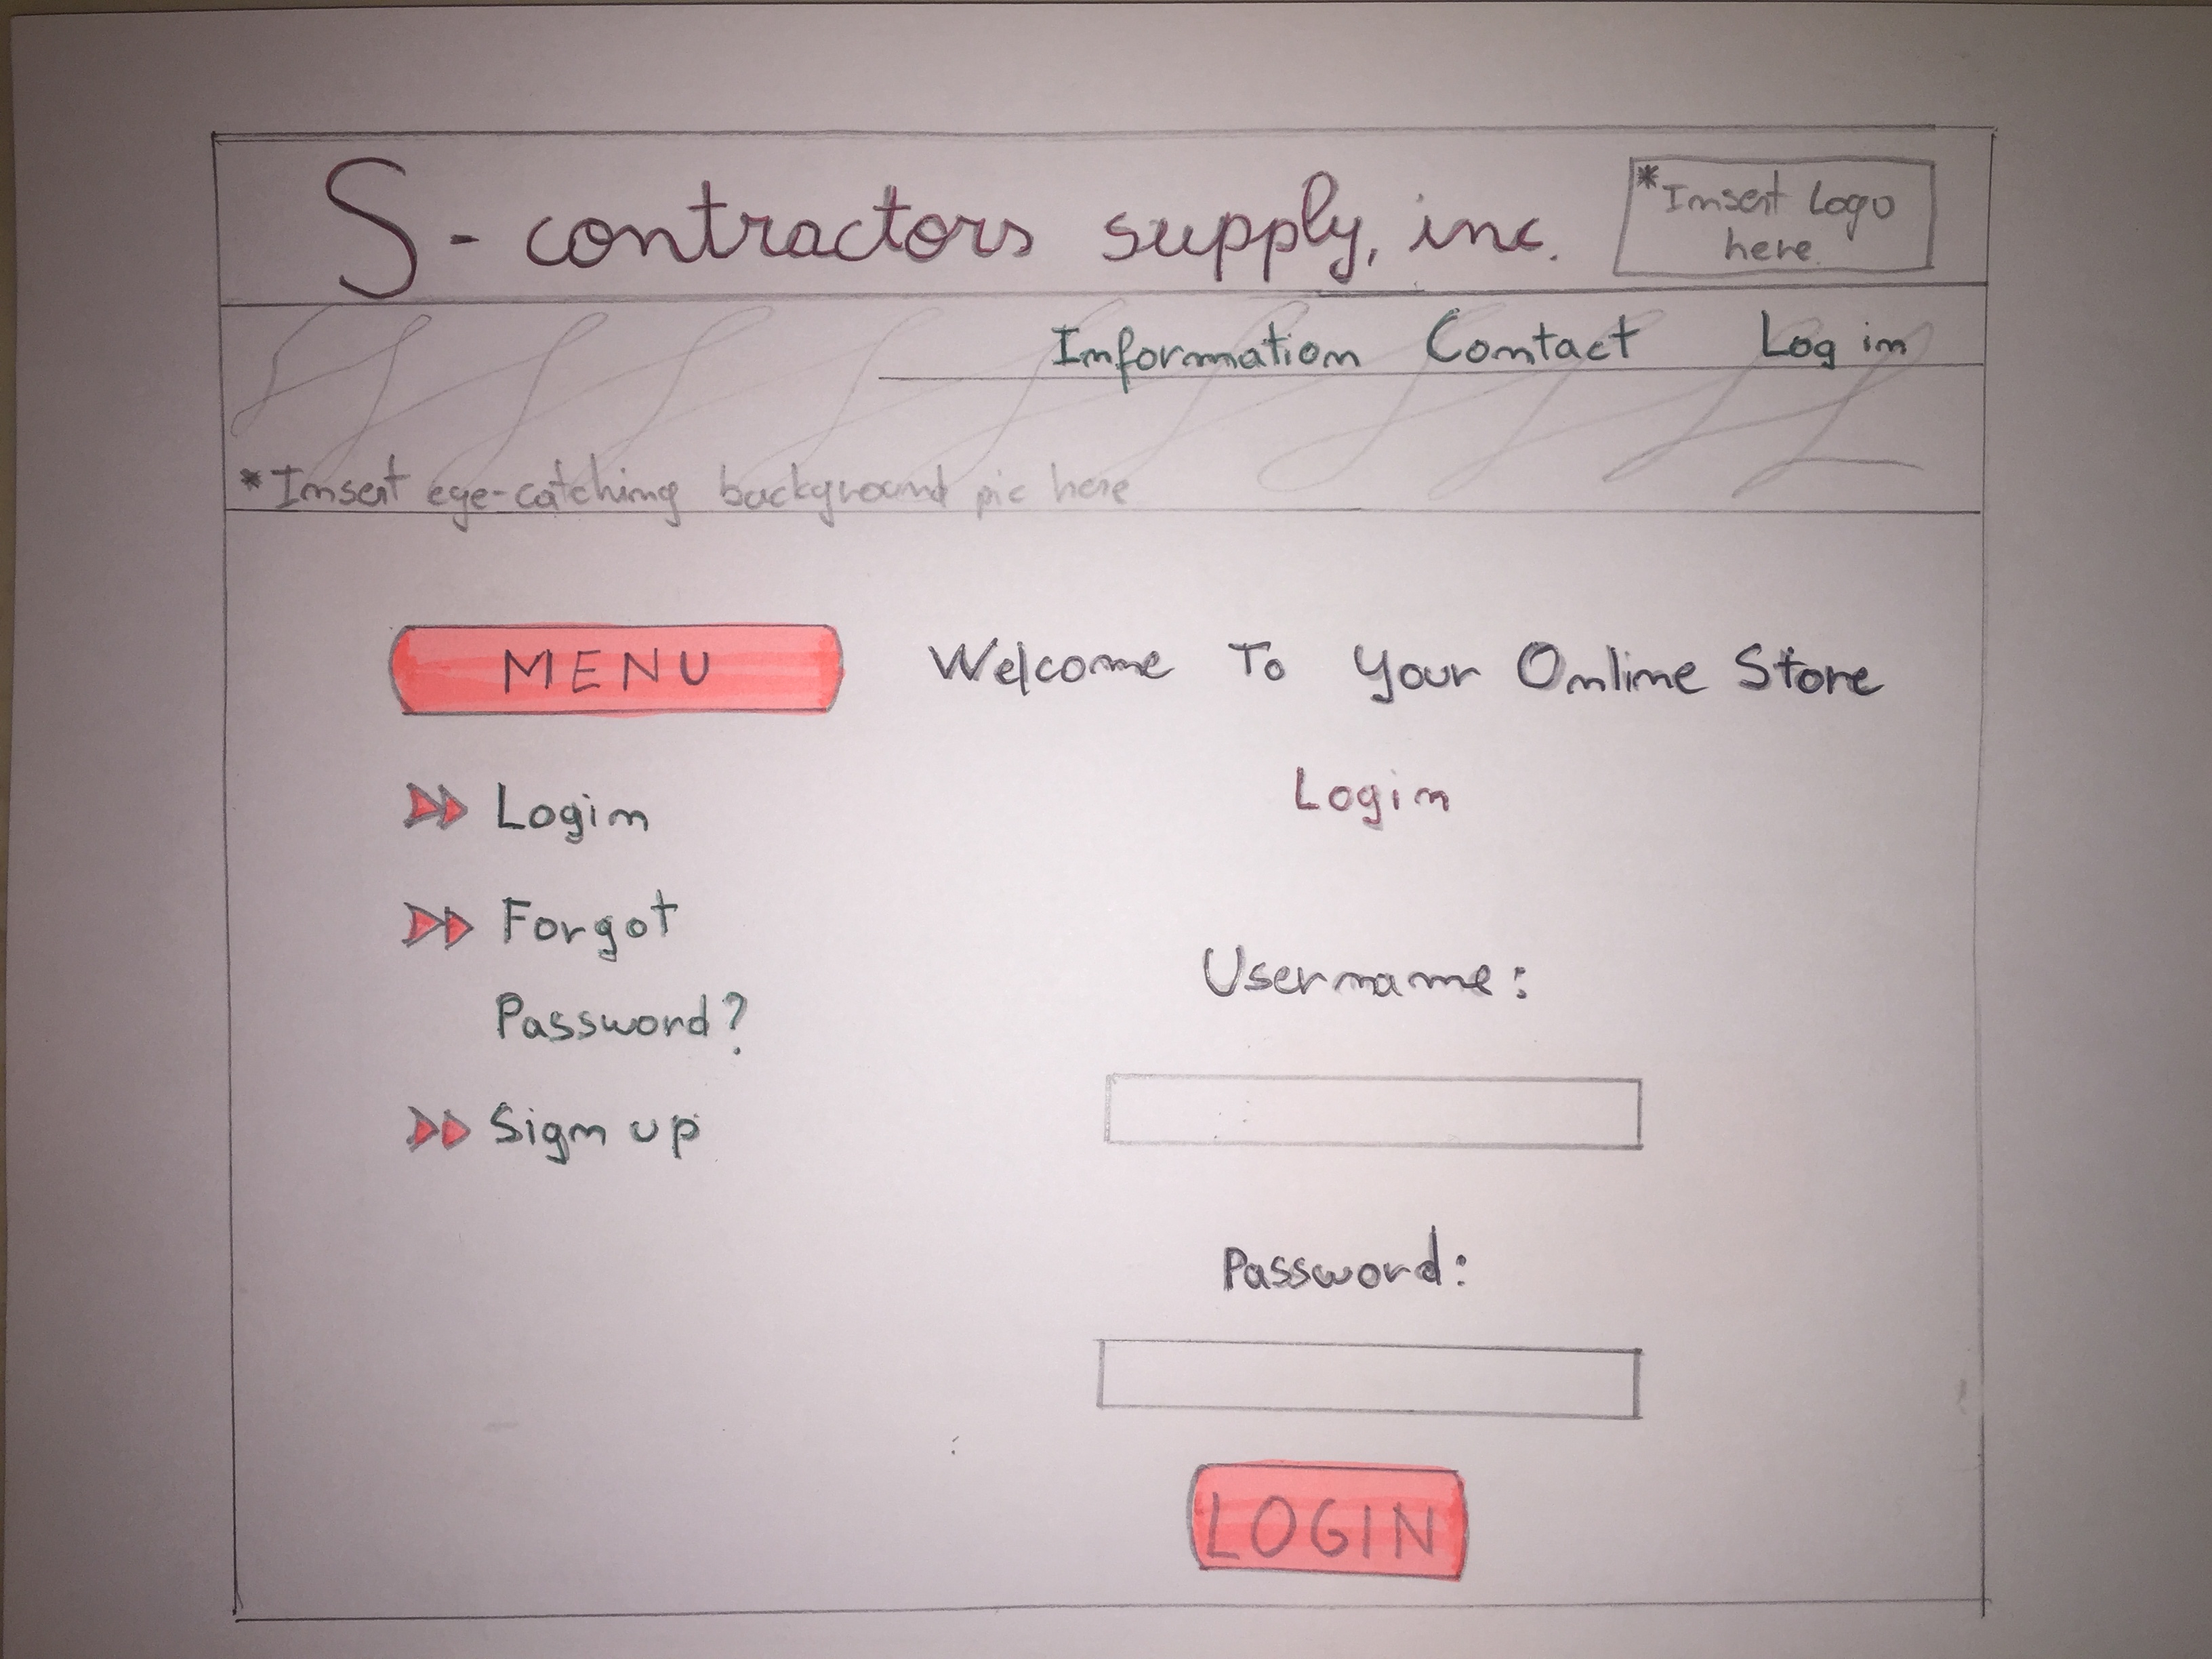 S - contractors supply, inc.
*Insert logo
here.
Information Contact Log in
*Insert eye-catching background pic here
MENU
Welcome To Your Online Store
Login
Login
Forgot
Password?
Sign up
Username:
Password:
LOGIN